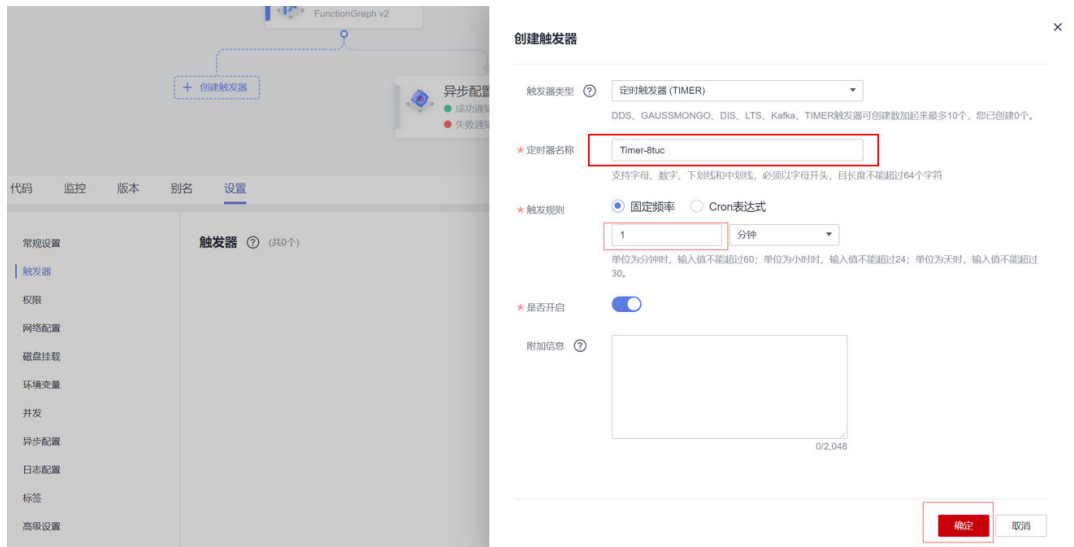 FunctionGraph v2
+ 创建触发器
异步配置
成功通知
失败通知
代码 监控 版本 别名 设置
常规设置
触发器
权限
网络配置
磁盘挂载
环境变量
并发
异步配置
日志配置
标签
高级设置
触发器 ? (共0个)
创建触发器 ×
触发器类型 ? 定时触发器 (TIMER)
DDS、GAUSSMONGO、DIS、LTS、Kafka、TIMER触发器可创建数加起来最多10个，您已创建0个。
* 定时器名称 Timer-8tuc
支持字母、数字、下划线和中划线，必须以字母开头，且长度不能超过64个字符
* 触发规则 固定频率 Cron表达式
1 分钟
单位为分钟时，输入值不能超过60；单位为小时时，输入值不能超过24；单位为天时，输入值不能超过
30。
* 是否开启
附加信息 ?
0/2,048
确定 取消